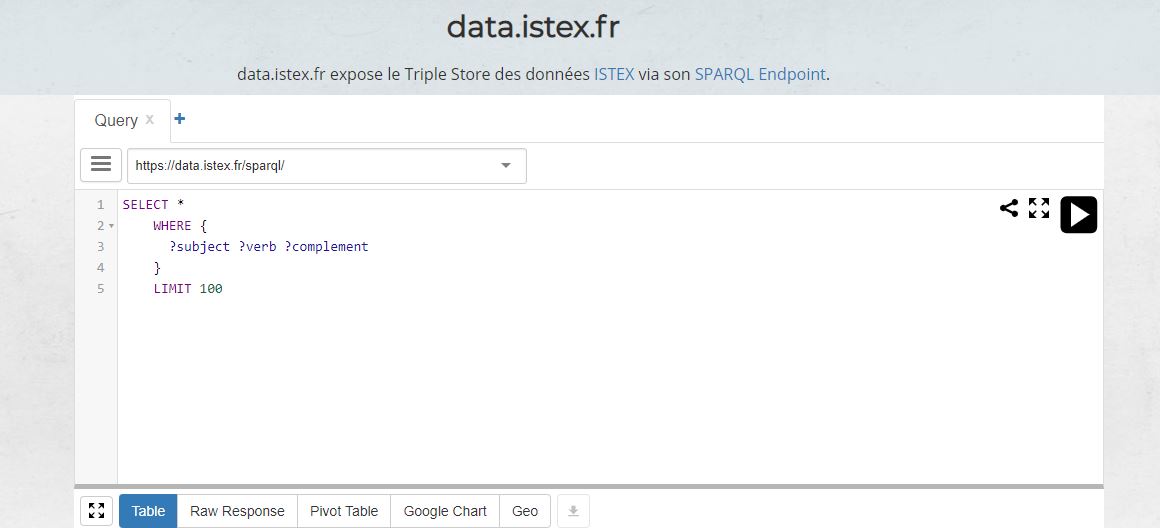 data.istex.fr
data.istex.fr expose le Triple Store des données ISTEX via son SPARQL Endpoint.
Query x +
https://data.istex.fr/sparql/
1 SELECT *
2 WHERE {
3 ?subject ?verb ?complement
4 }
5 LIMIT 100
Table Raw Response Pivot Table Google Chart Geo